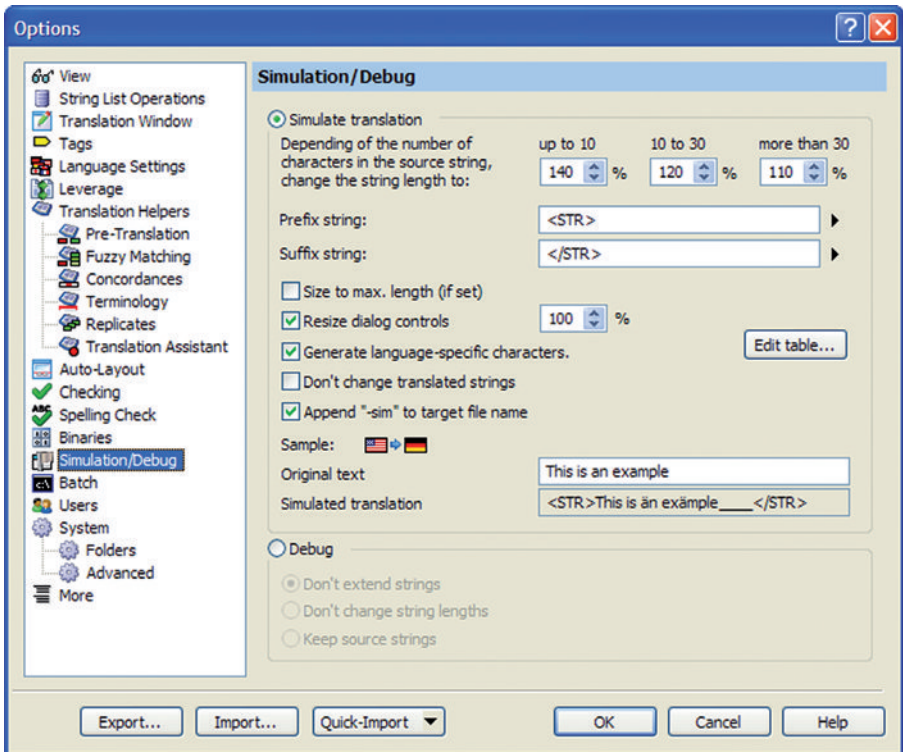 Options
View
String List Operations
Translation Window
Tags
Language Settings
Leverage
Translation Helpers
Pre-Translation
Fuzzy Matching
Concordances
Terminology
Replicates
Translation Assistant
Auto-Layout
Checking
ABC
Spelling Check
Binaries
Simulation/Debug
c:\
Batch
Users
System
Folders
Advanced
More
Simulation/Debug
Simulate translation
Depending of the number of
characters in the source string,
change the string length to:
up to 10
10 to 30
more than 30
140 %
120 %
110 %
Prefix string:
<STR>
Suffix string:
</STR>
Size to max. length (if set)
Resize dialog controls
100 %
Generate language-specific characters.
Edit table...
Don't change translated strings
Append "-sim" to target file name
Sample:
Original text
This is an example
Simulated translation
<STR>This is än exämple____</STR>
Debug
Don't extend strings
Don't change string lengths
Keep source strings
Export...
Import...
Quick-Import
OK
Cancel
Help